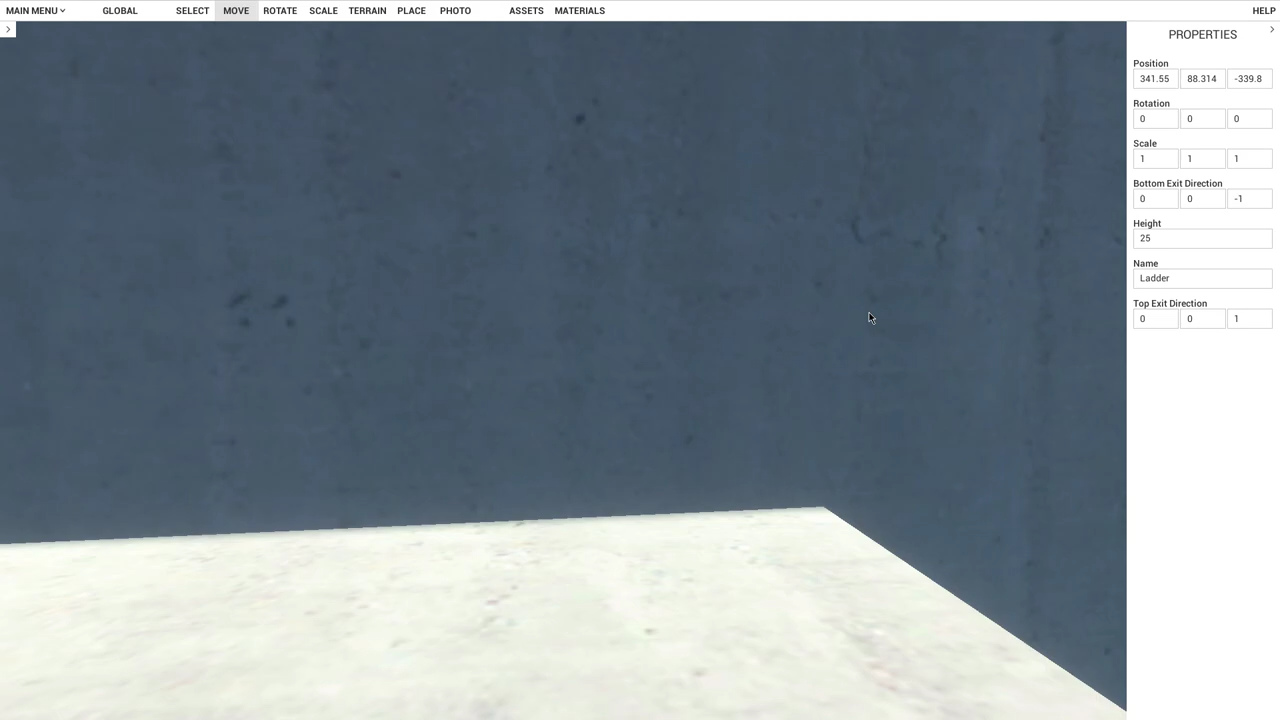 MAIN MENU GLOBAL SELECT MOVE ROTATE SCALE TERRAIN PLACE PHOTO ASSETS MATERIALS HELP
PROPERTIES
Position
341.55 88.314 -339.8
Rotation
0 0 0
Scale
1 1 1
Bottom Exit Direction
0 0 -1
Height
25
Name
Ladder
Top Exit Direction
0 0 1